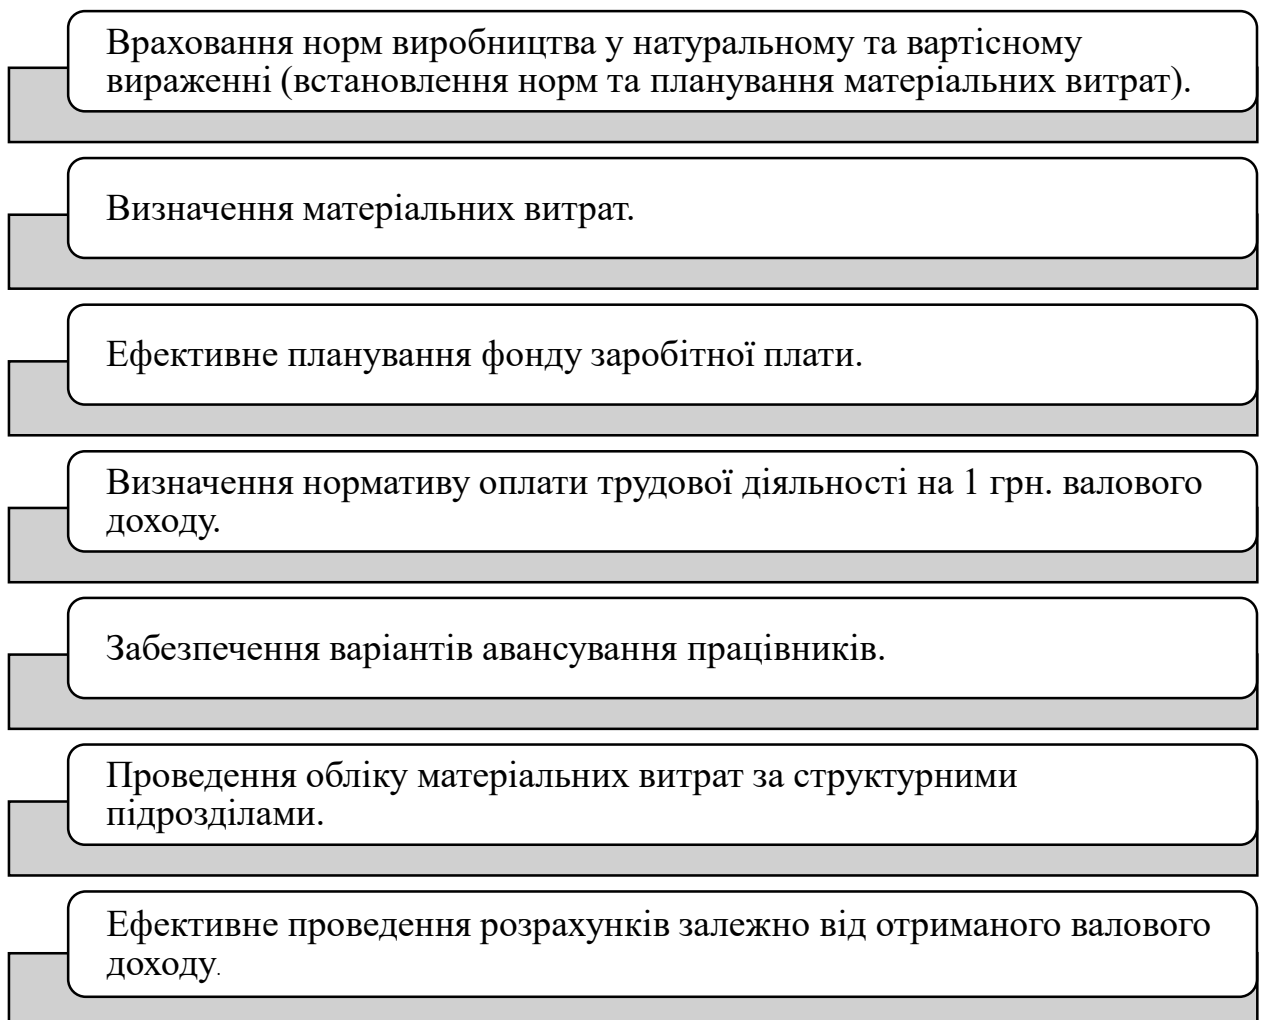 Враховання норм виробництва у натуральному та вартісному
вираженні (встановлення норм та планування матеріальних витрат).
Визначення матеріальних витрат.
Ефективне планування фонду заробітної плати.
Визначення нормативу оплати трудової діяльності на 1 грн. валового
доходу.
Забезпечення варіантів авансування працівників.
Проведення обліку матеріальних витрат за структурними
підрозділами.
Ефективне проведення розрахунків залежно від отриманого валового
доходу.